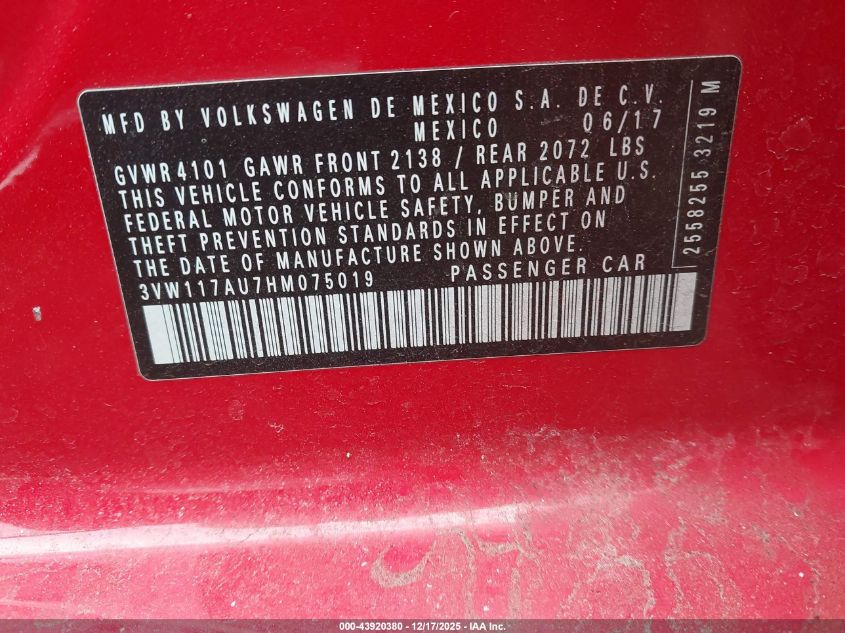 MFD BY VOLKSWAGEN DE MEXICO S.A. DE C.V.
MEXICO 06/17
GVWR 4101 GAWR FRONT 2138 / REAR 2072 LBS
THIS VEHICLE CONFORMS TO ALL APPLICABLE U.S.
FEDERAL MOTOR VEHICLE SAFETY, BUMPER AND
THEFT PREVENTION STANDARDS IN EFFECT ON
THE DATE OF MANUFACTURE SHOWN ABOVE.
3VW117AU7HM075019 PASSENGER CAR
2558255 3219 M
000-43920380 - 12/17/2025 - IAA Inc.